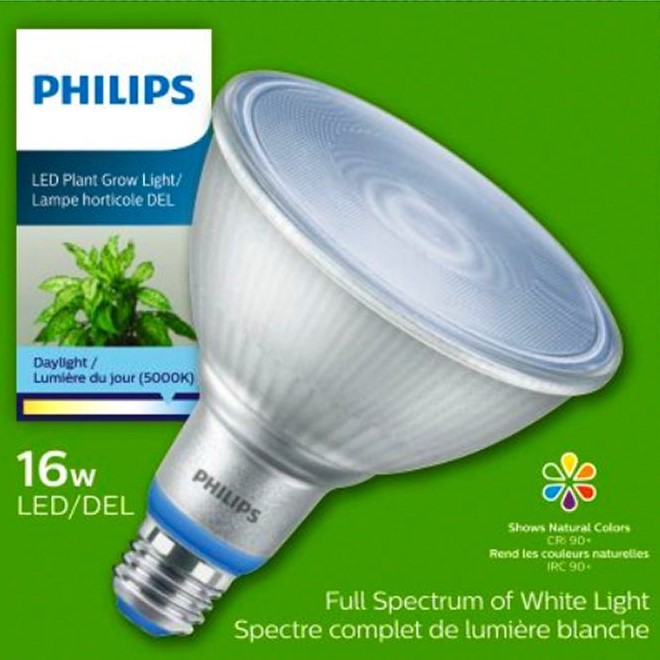 PHILIPS
LED Plant Grow Light/
Lampe horticole DEL
Daylight /
Lumière du jour (5000K)
16w
LED/DEL
PHILIPS
Shows Natural Colors
CRI 90+
Rend les couleurs naturelles
IRC 90+
Full Spectrum of White Light
Spectre complet de lumière blanche